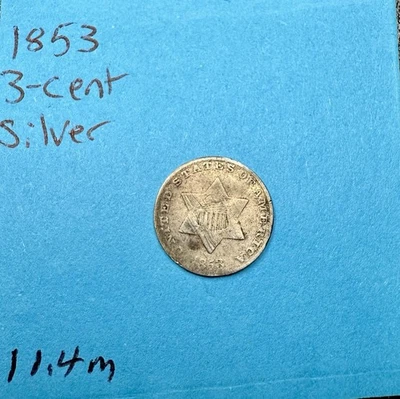 1853
3-cent
Silver
UNITED STATES OF AMERICA
1853
11.4m